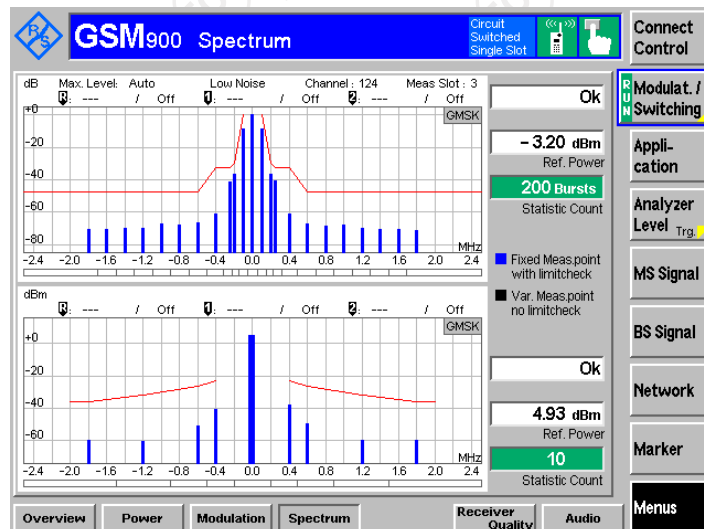 R S
GSM900 Spectrum
Circuit
Switched
Single Slot
Connect
Control
dB Max. Level: Auto Low Noise Channel : 124 Meas Slot : 3
R: --- / Off 1: --- / Off 2: --- / Off
GMSK
+0
-20
-40
-60
-80
MHz
-2.4 -2.0 -1.6 -1.2 -0.8 -0.4 0.0 0.4 0.8 1.2 1.6 2.0 2.4
Ok
-3.20 dBm
Ref. Power
200 Bursts
Statistic Count
Fixed Meas.point
with limitcheck
Var. Meas.point
no limitcheck
dBm
R: --- / Off 1: --- / Off 2: --- / Off
GMSK
+0
-20
-40
-60
MHz
-2.4 -2.0 -1.6 -1.2 -0.8 -0.4 0.0 0.4 0.8 1.2 1.6 2.0 2.4
Ok
4.93 dBm
Ref. Power
10
Statistic Count
RUN
Modulat. /
Switching
Appli-
cation
Analyzer
Level Trg.
MS Signal
BS Signal
Network
Marker
Menus
Overview Power Modulation Spectrum Receiver
Quality Audio